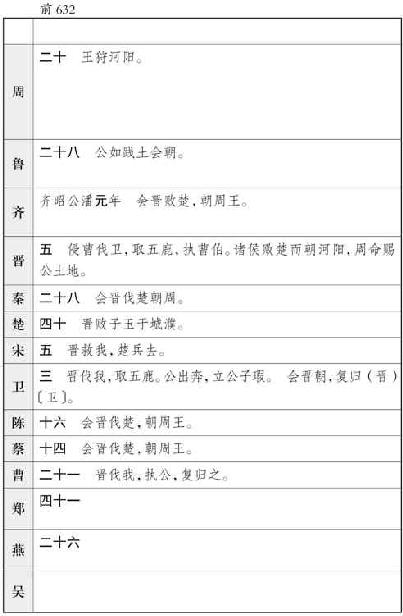 前 632
周 二十 王狩河阳。
鲁 二十八 公如践土会朝。
齐 齐昭公潘元年 会晋败楚,朝周王。
晋 五 侵曹伐卫,取五鹿、执曹伯。诸侯败楚而朝河阳,周命赐
公土地。
秦 二十八 会晋伐楚朝周。
楚 四十 晋败子玉于城濮。
宋 五 晋救我,楚兵去。
卫 三 晋伐我,取五鹿。公出奔,立公子瑕。 会晋朝,复归(晋)
〔卫〕。
陈 十六 会晋伐楚,朝周王。
蔡 十四 会晋伐楚,朝周王。
曹 二十一 晋伐我,执公,复归之。
郑 四十一
燕 二十六
吴